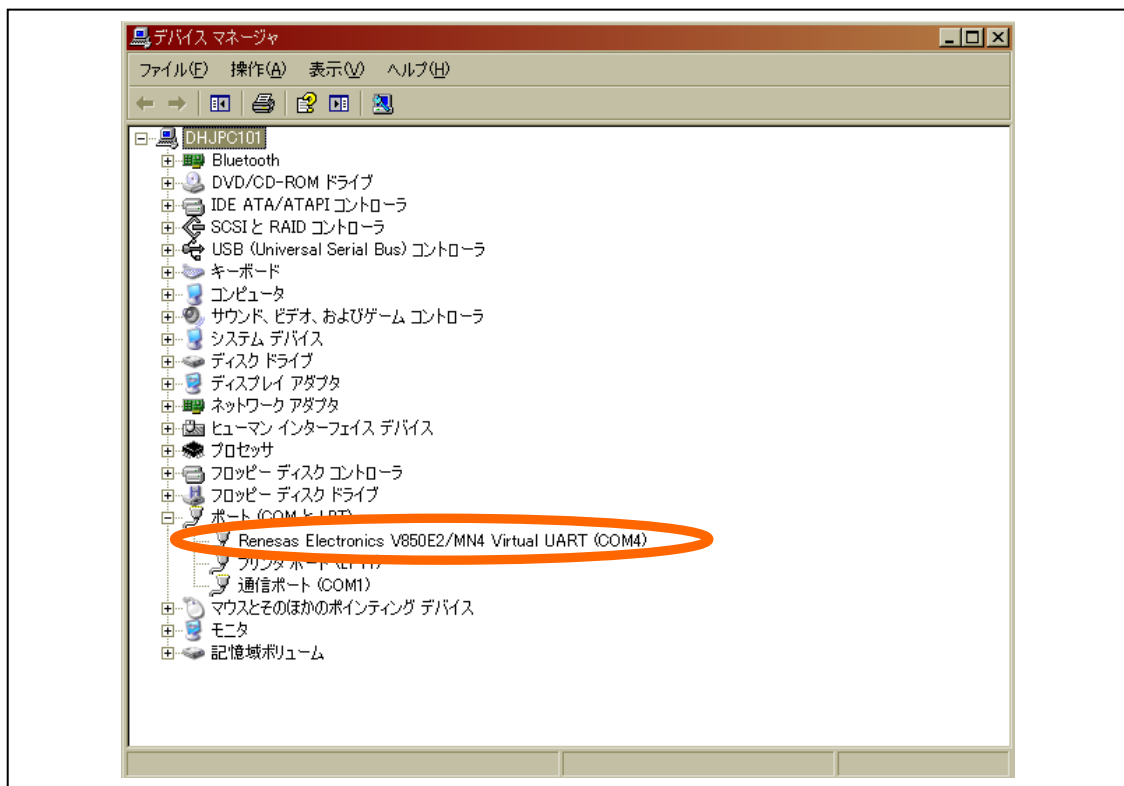 デバイス マネージャ
ファイル(F) 操作(A) 表示(V) ヘルプ(H)
DHJPC101
Bluetooth
DVD/CD-ROM ドライブ
IDE ATA/ATAPI コントローラ
SCSI と RAID コントローラ
USB (Universal Serial Bus) コントローラ
キーボード
コンピュータ
サウンド、ビデオ、およびゲーム コントローラ
システム デバイス
ディスク ドライブ
ディスプレイ アダプタ
ネットワーク アダプタ
ヒューマン インターフェイス デバイス
プロセッサ
フロッピー ディスク コントローラ
フロッピー ディスク ドライブ
ポート (COM と LPT)
Renesas Electronics V850E2/MN4 Virtual UART (COM4)
プリンタ ポート (LPT1)
通信ポート (COM1)
マウスとそのほかのポインティング デバイス
モニタ
記憶域ボリューム